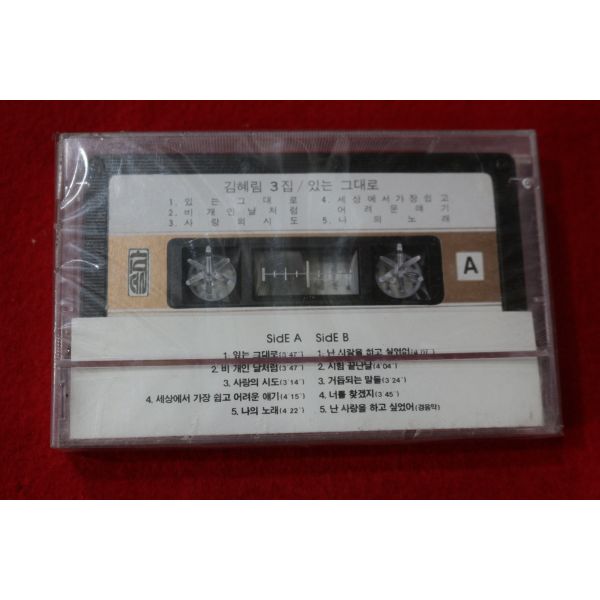 김혜림 3집 / 있는 그대로
1. 있는 그대로 4. 세상에서 가장 쉽고
2. 비 개인 날처럼 어려운 얘기
3. 사랑의 시도 5. 나의 노래
A
SidE A SidE B
1. 있는 그대로(3´47˝) 1. 난 사랑을 하고 싶었어(4´07˝)
2. 비 개인 날처럼(3´47˝) 2. 시험 끝난날(4´04˝)
3. 사랑의 시도(3´14˝) 3. 거듭되는 말들(3´24˝)
4. 세상에서 가장 쉽고 어려운 얘기(4´15˝) 4. 너를 찾겠지(3´45˝)
5. 나의 노래(4´22˝) 5. 난 사랑을 하고 싶었어(경음악)